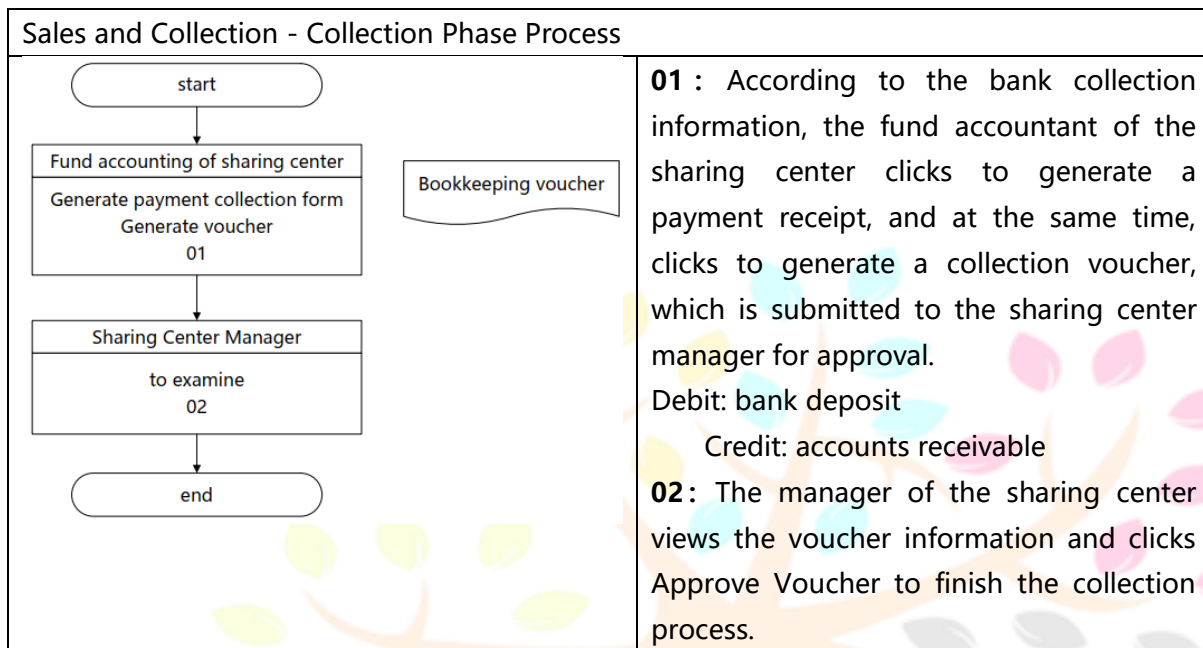 Sales and Collection - Collection Phase Process
start
Fund accounting of sharing center
Generate payment collection form
Generate voucher
01
Bookkeeping voucher
Sharing Center Manager
to examine
02
end
01： According to the bank collection
information, the fund accountant of the
sharing center clicks to generate a
payment receipt, and at the same time,
clicks to generate a collection voucher,
which is submitted to the sharing center
manager for approval.
Debit: bank deposit
Credit: accounts receivable
02： The manager of the sharing center
views the voucher information and clicks
Approve Voucher to finish the collection
process.